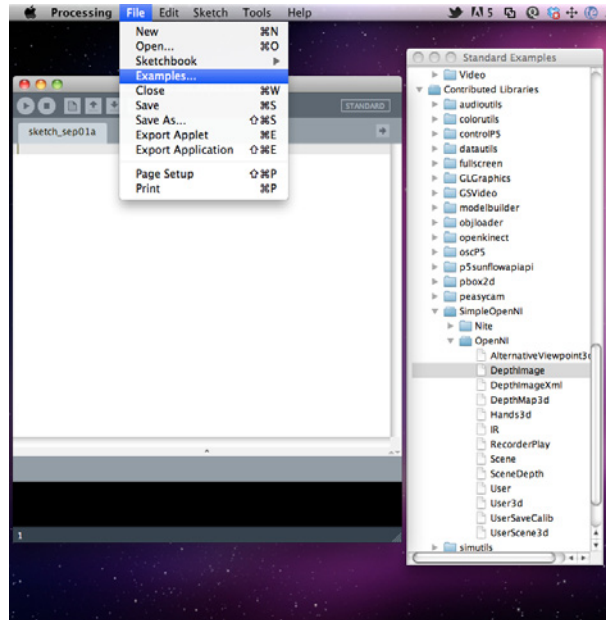 Processing File Edit Sketch Tools Help
New ⌘N
Open... ⌘O
Sketchbook
Examples...
Close ⌘W
Save ⌘S
Save As... ⇧⌘S
Export Applet ⌘E
Export Application ⇧⌘E
Page Setup ⇧⌘P
Print ⌘P
STANDARD
sketch_sep01a
1
Standard Examples
Video
Contributed Libraries
audioutils
colorutils
controlP5
datautils
fullscreen
GLGraphics
GSVideo
modelbuilder
objloader
openkinect
oscP5
p5sunflowapiapi
pbox2d
peasycam
SimpleOpenNI
Nite
OpenNI
AlternativeViewpoint3d
DepthImage
DepthImageXml
DepthMap3d
Hands3d
IR
RecorderPlay
Scene
SceneDepth
User
User3d
UserSaveCalib
UserScene3d
simutils